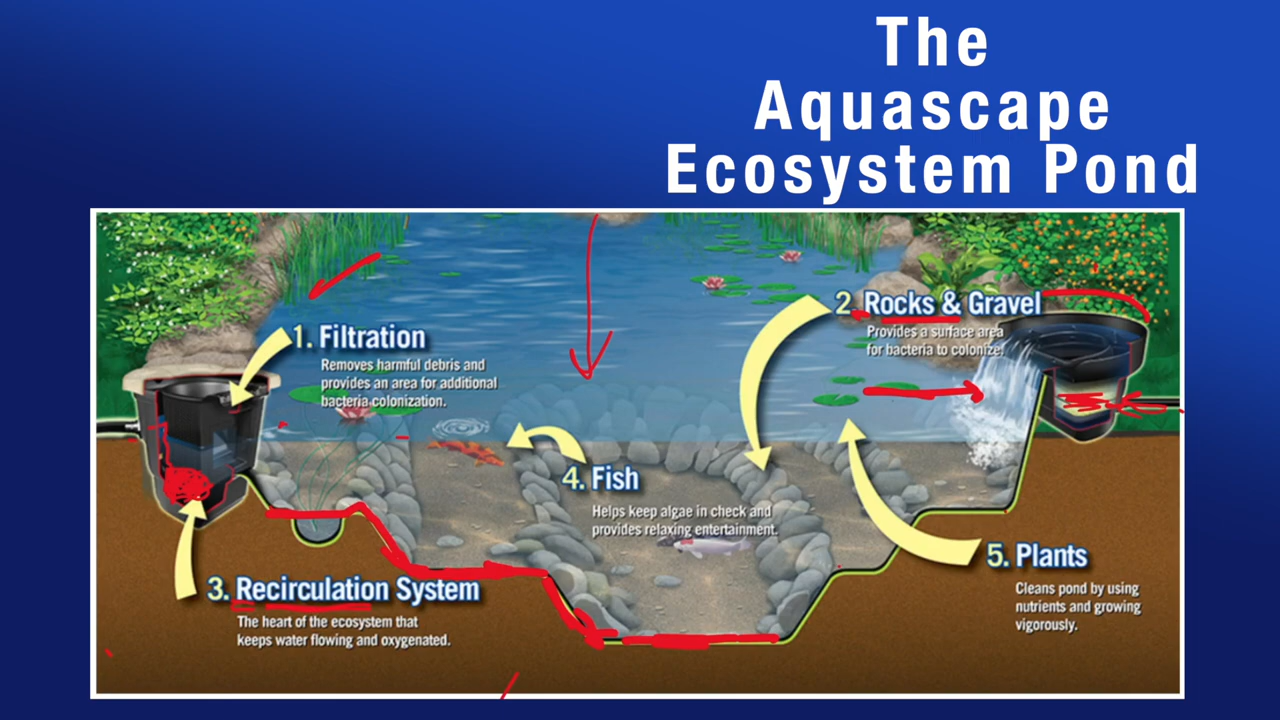 The
Aquascape
Ecosystem Pond
1. Filtration
Removes harmful debris and
provides an area for additional
bacteria colonization.
2. Rocks & Gravel
Provides a surface area
for bacteria to colonize.
3. Recirculation System
The heart of the ecosystem that
keeps water flowing and oxygenated.
4. Fish
Helps keep algae in check and
provides relaxing entertainment.
5. Plants
Cleans pond by using
nutrients and growing
vigorously.